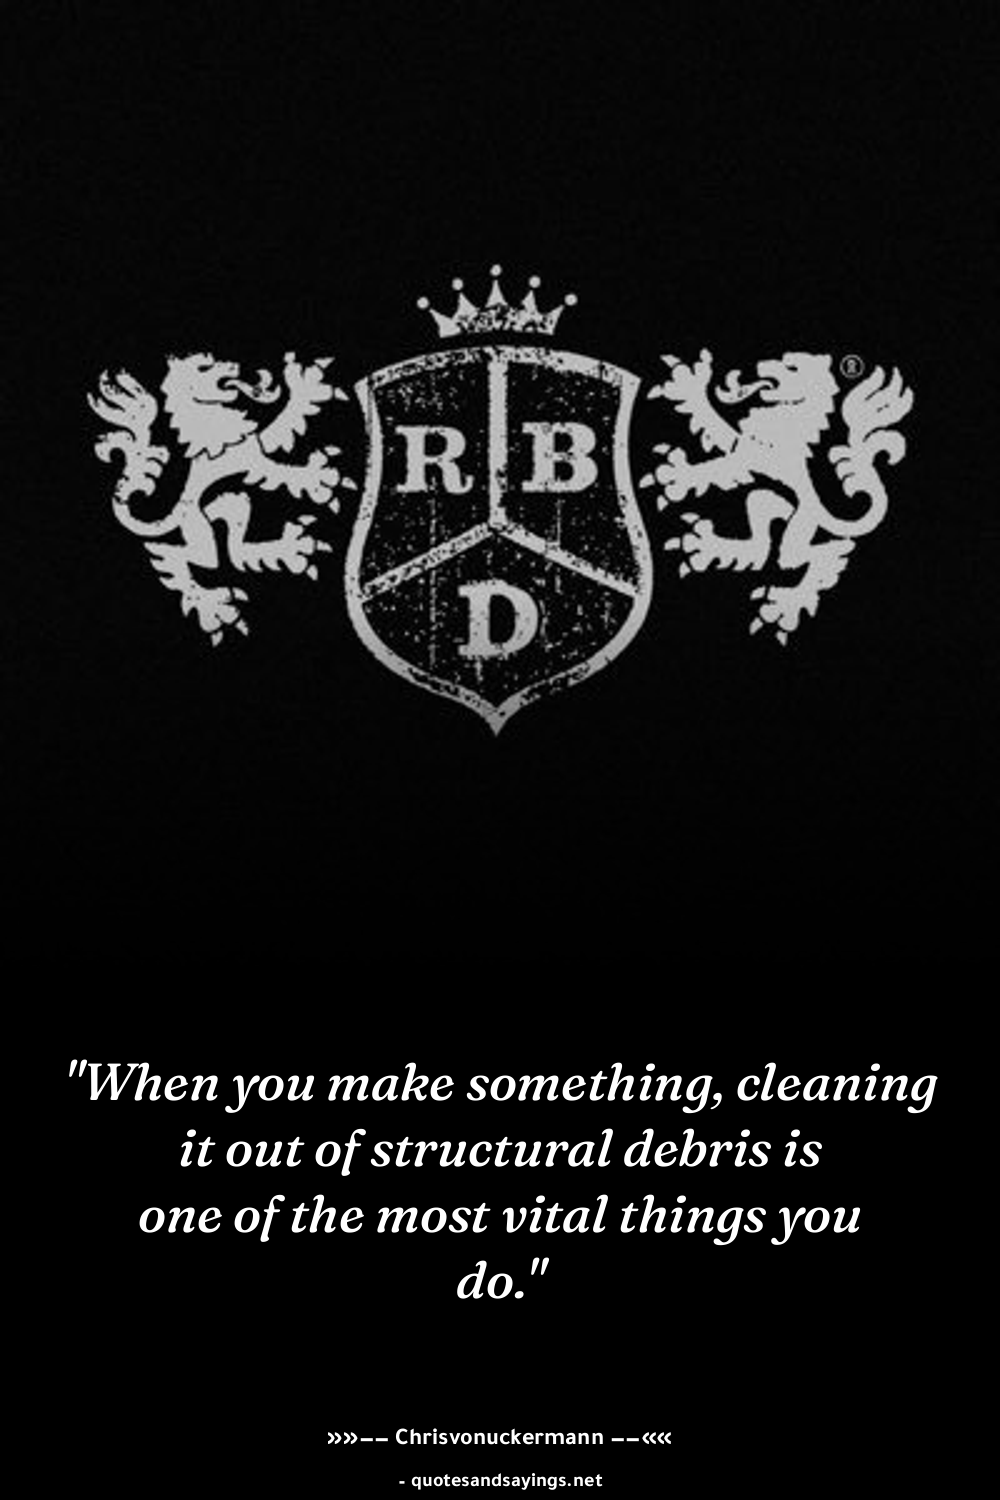 R B
®
D
"When you make something, cleaning
it out of structural debris is
one of the most vital things you
do."
»»−− Chrisvonuckermann −−««
- quotesandsayings.net